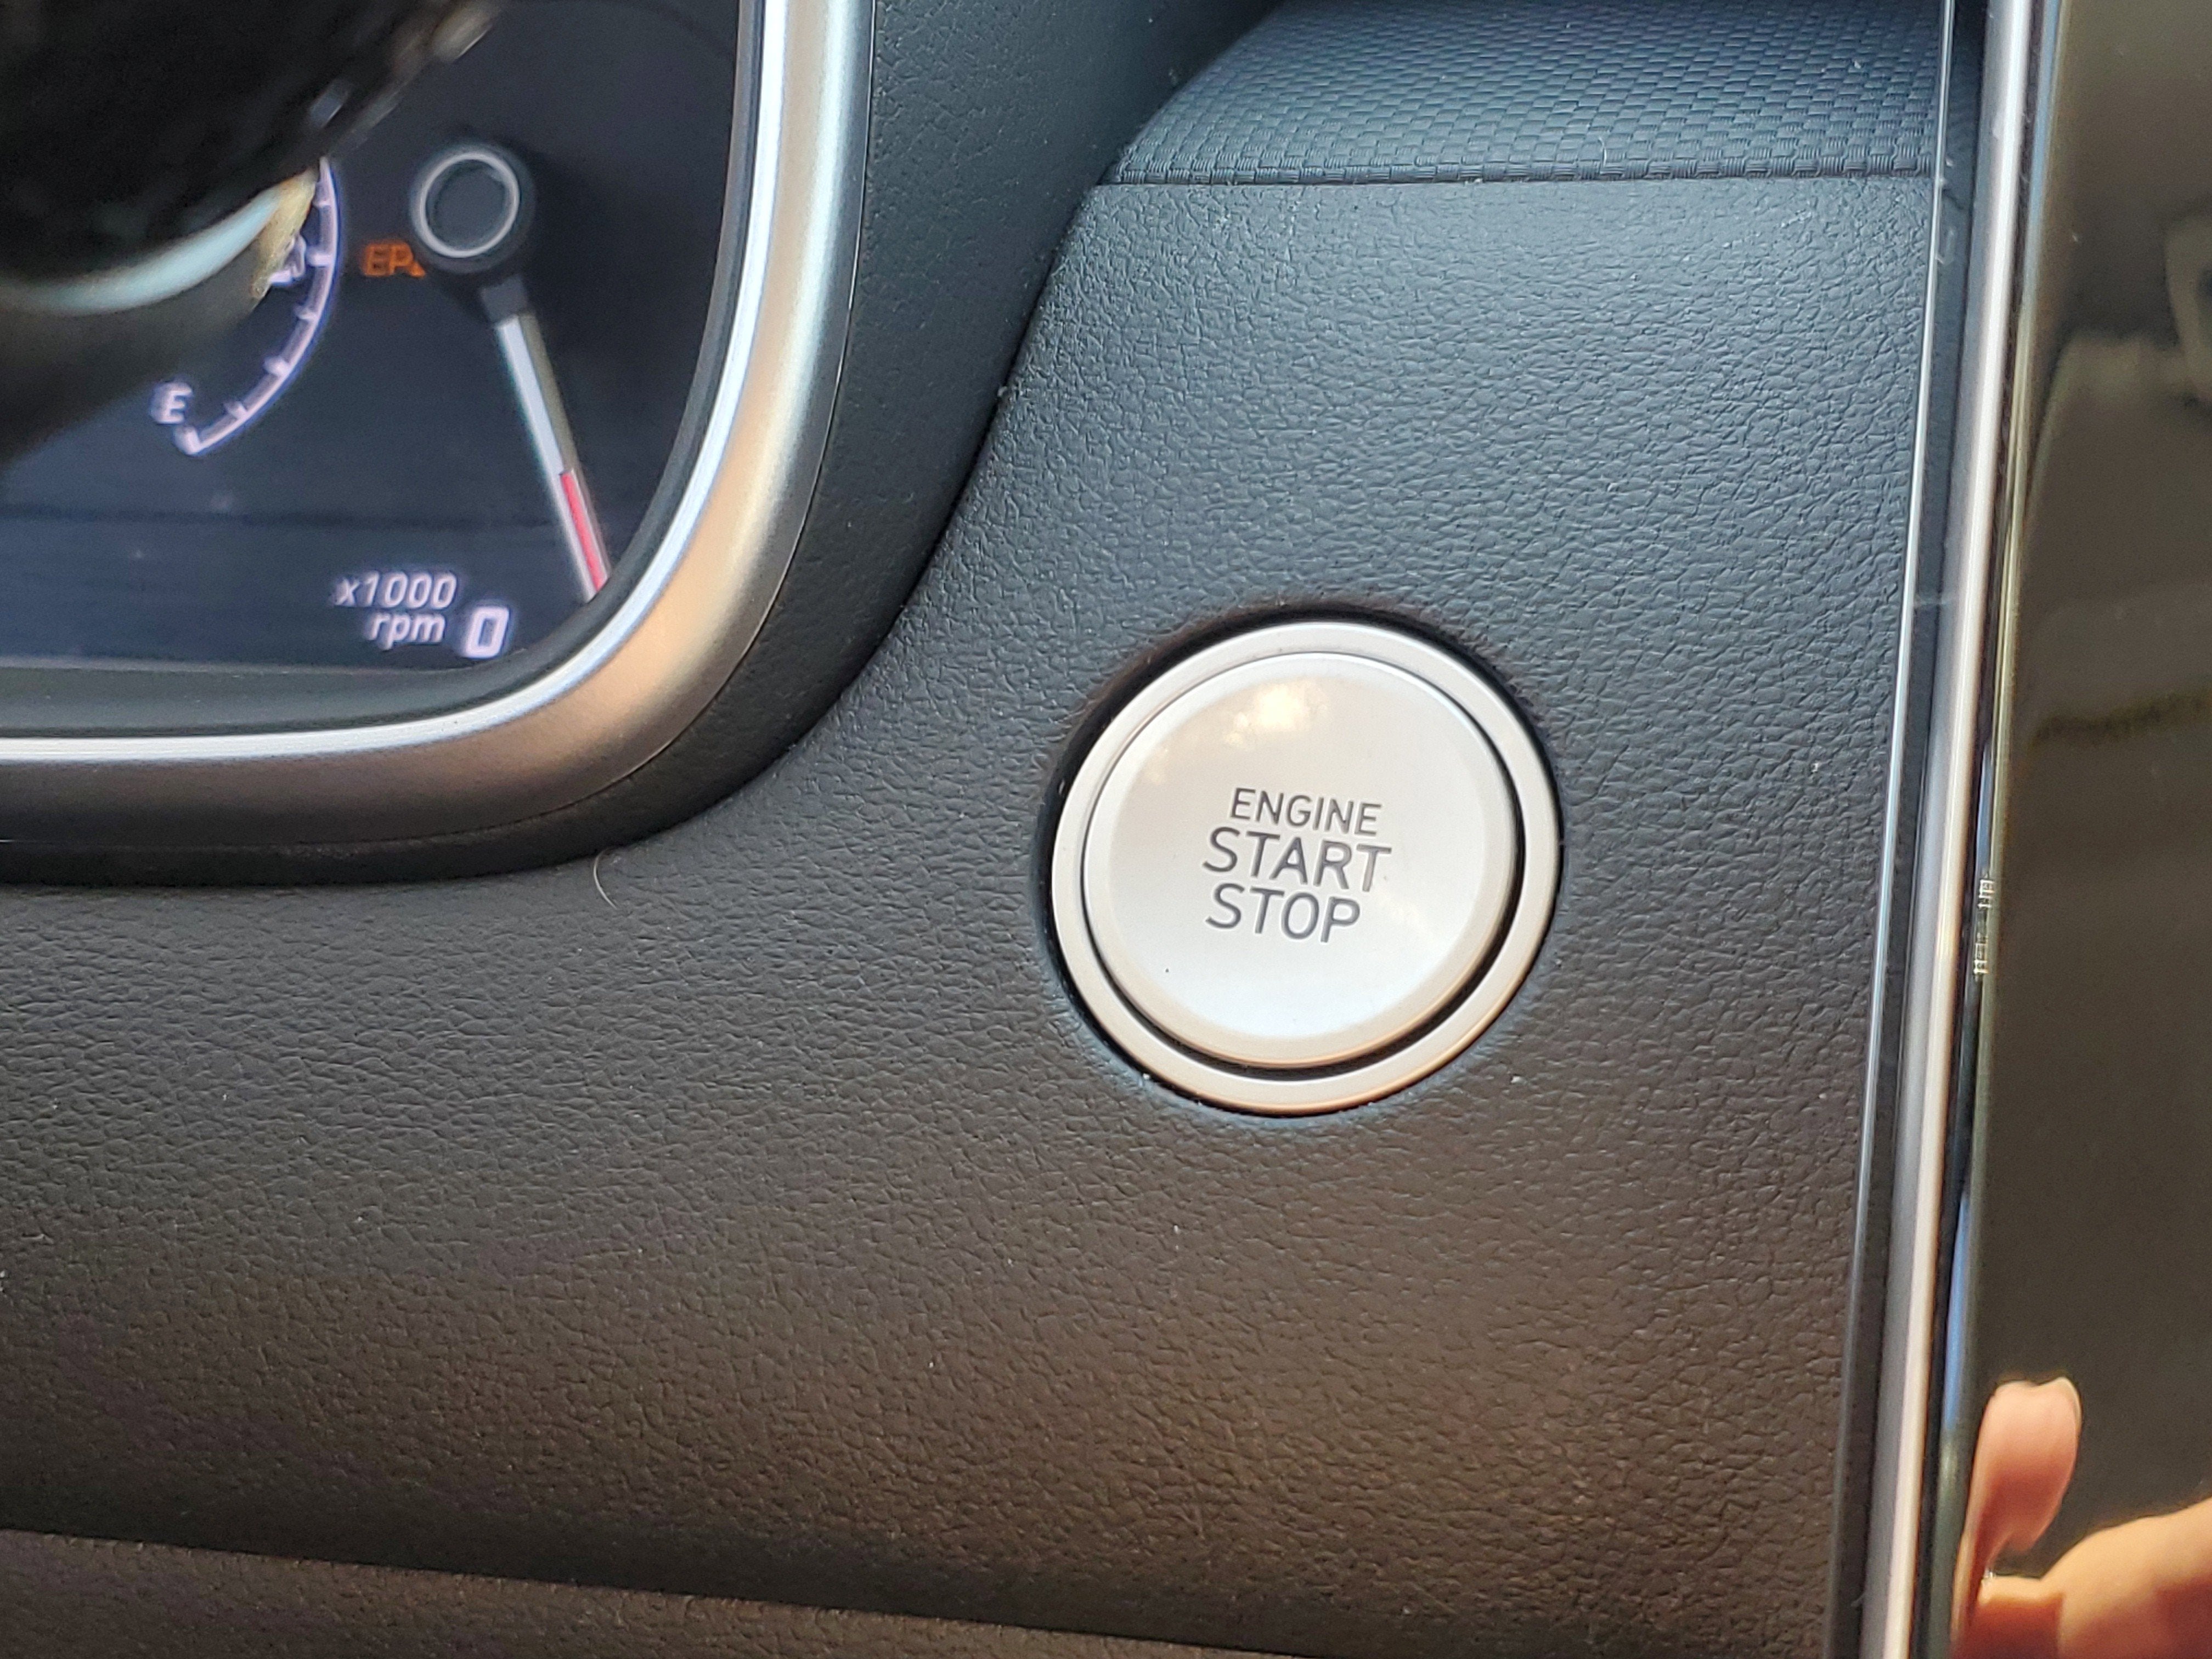 E
x1000
rpm 0
ENGINE
START
STOP